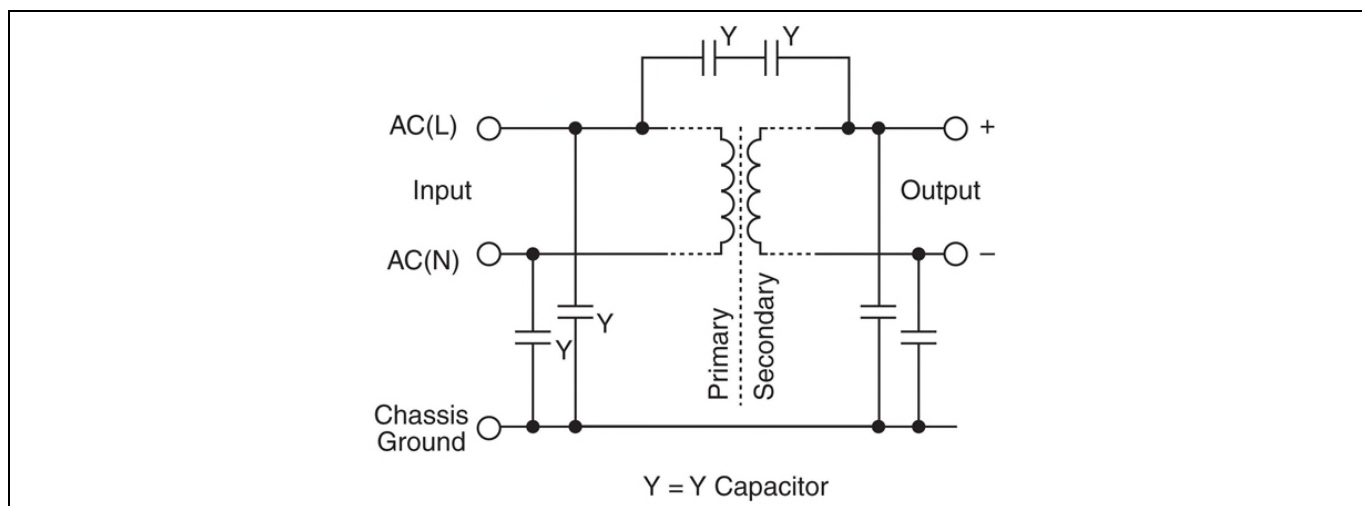 Y Y
AC(L)
+
Input
Output
AC(N)
–
Y
Y
Primary
Secondary
Chassis
Ground
Y = Y Capacitor